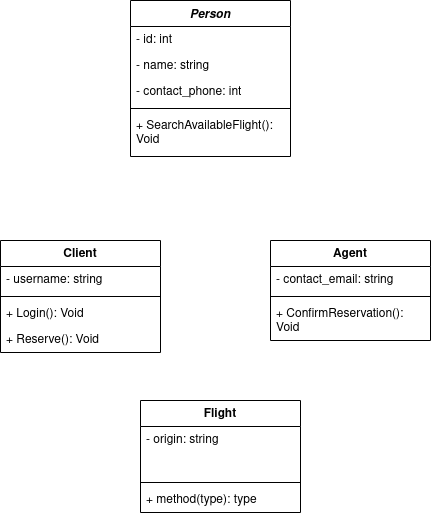 Person
- id: int
- name: string
- contact_phone: int
+ SearchAvailableFlight():
Void
Client
- username: string
+ Login(): Void
+ Reserve(): Void
Agent
- contact_email: string
+ ConfirmReservation():
Void
Flight
- origin: string
+ method(type): type